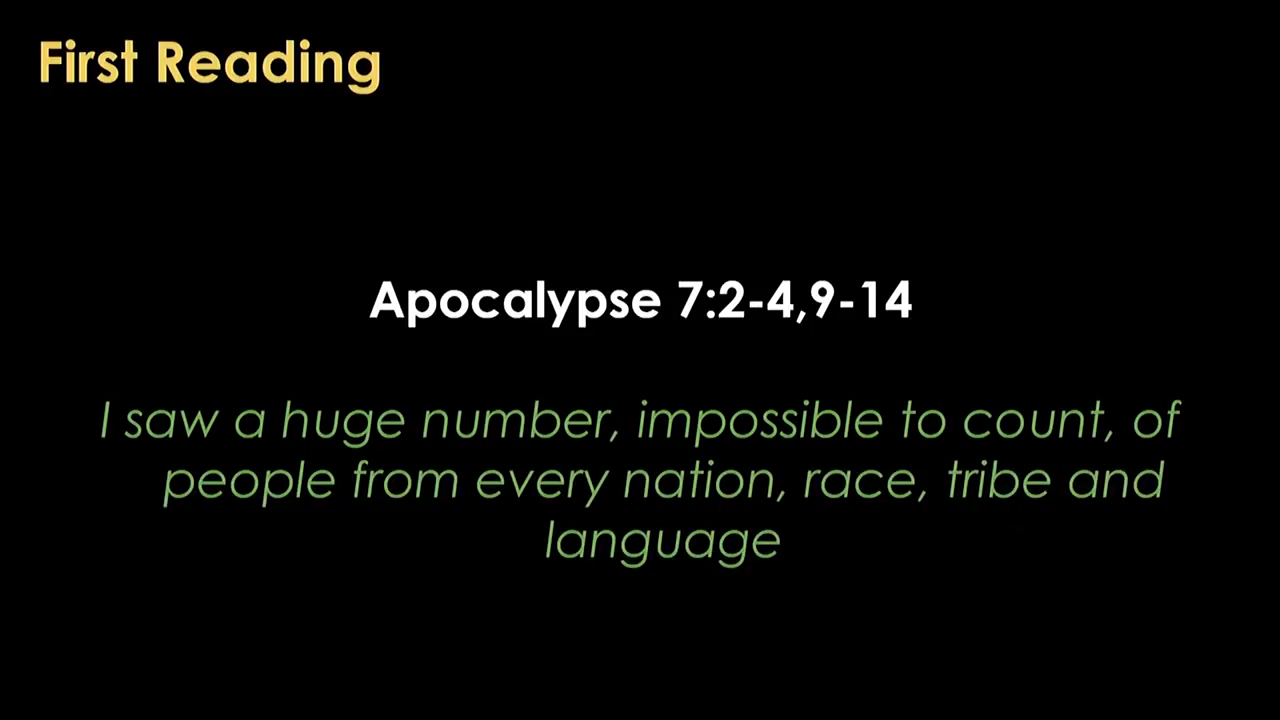 First Reading
Apocalypse 7:2-4,9-14
I saw a huge number, impossible to count, of
people from every nation, race, tribe and
language